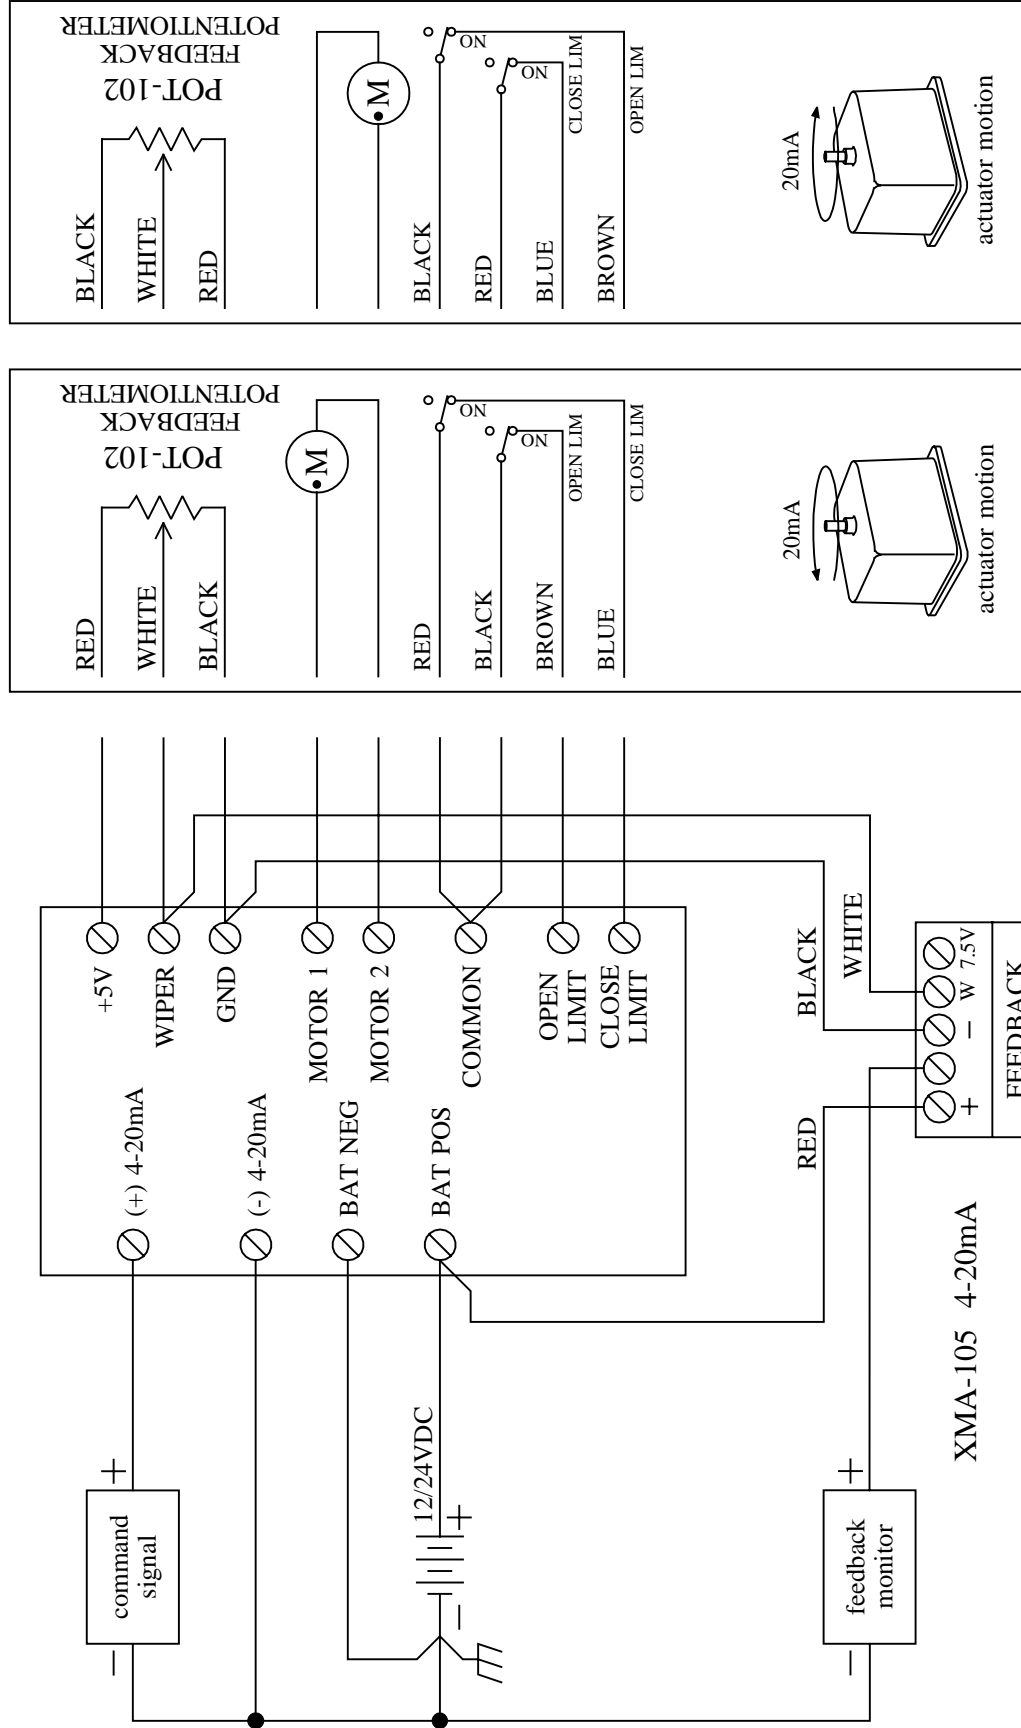 POT-102
FEEDBACK
POTENTIOMETER
BLACK
WHITE
RED
M
BLACK
RED
BLUE
BROWN
ON
ON
CLOSE LIM
OPEN LIM
20mA
actuator motion
POT-102
FEEDBACK
POTENTIOMETER
RED
WHITE
BLACK
M
RED
BLACK
BROWN
BLUE
ON
ON
OPEN LIM
CLOSE LIM
20mA
actuator motion
+5V
WIPER
GND
MOTOR 1
MOTOR 2
COMMON
OPEN
LIMIT
CLOSE
LIMIT
(+) 4-20mA
(-) 4-20mA
BAT NEG
BAT POS
BLACK
WHITE
RED
+ − W 7.5V
FEEDBACK
XMA-105 4-20mA
12/24VDC
+
−
command
signal
+
−
feedback
monitor
+
−